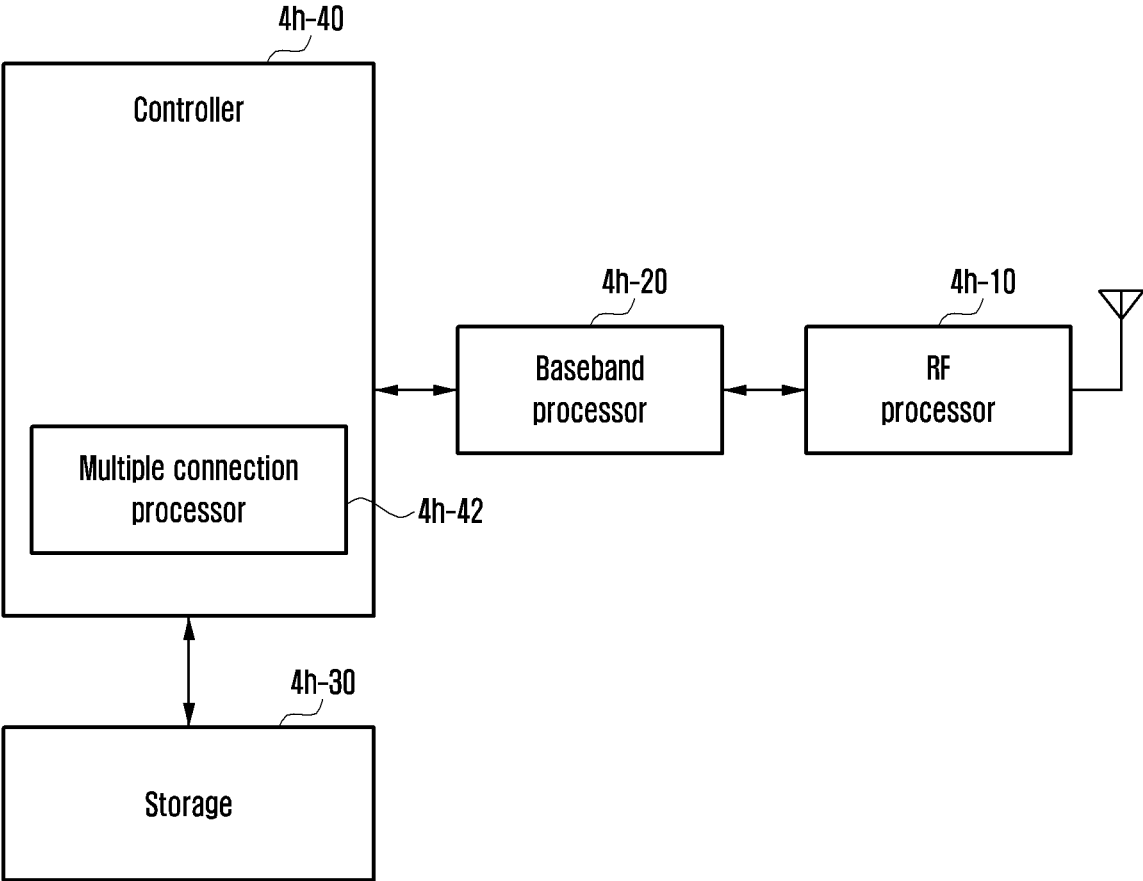 4h-40
Controller
4h-20
4h-10
Baseband
processor
RF
processor
Multiple connection
processor
4h-42
4h-30
Storage